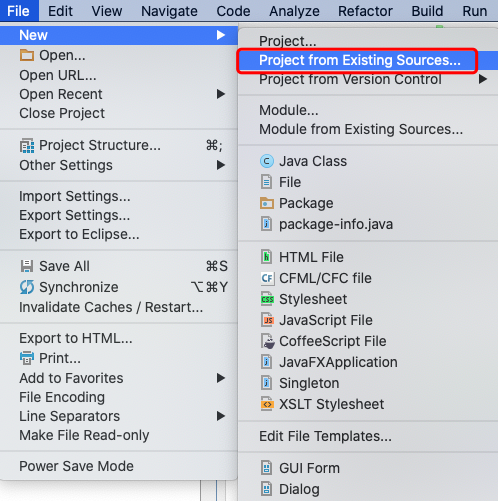 File Edit View Navigate Code Analyze Refactor Build Run
New
Open...
Open URL...
Open Recent
Close Project
Project Structure... ⌘;
Other Settings
Import Settings...
Export Settings...
Export to Eclipse...
Save All ⌘S
Synchronize ⌥⌘Y
Invalidate Caches / Restart...
Export to HTML...
Print...
Add to Favorites
File Encoding
Line Separators
Make File Read-only
Power Save Mode
Project...
Project from Existing Sources...
Project from Version Control
Module...
Module from Existing Sources...
C Java Class
File
Package
package-info.java
H HTML File
CF CFML/CFC file
CSS Stylesheet
JS JavaScript File
CoffeeScript File
JavaFXApplication
Singleton
XSLT Stylesheet
Edit File Templates...
GUI Form
Dialog